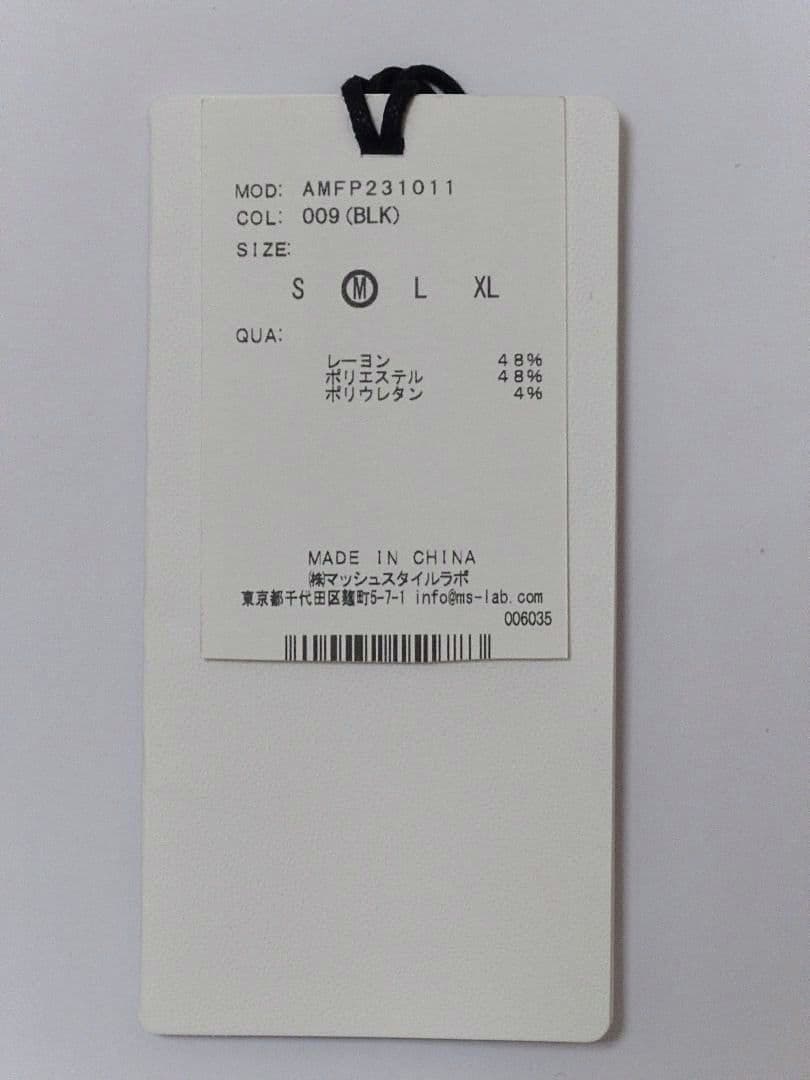 MOD: AMFP231011
COL: 009(BLK)
SIZE:
S M L XL
QUA:
レーヨン 48%
ポリエステル 48%
ポリウレタン 4%
MADE IN CHINA
㈱マッシュスタイルラボ
東京都千代田区麹町5-7-1 info@ms-lab.com
006035